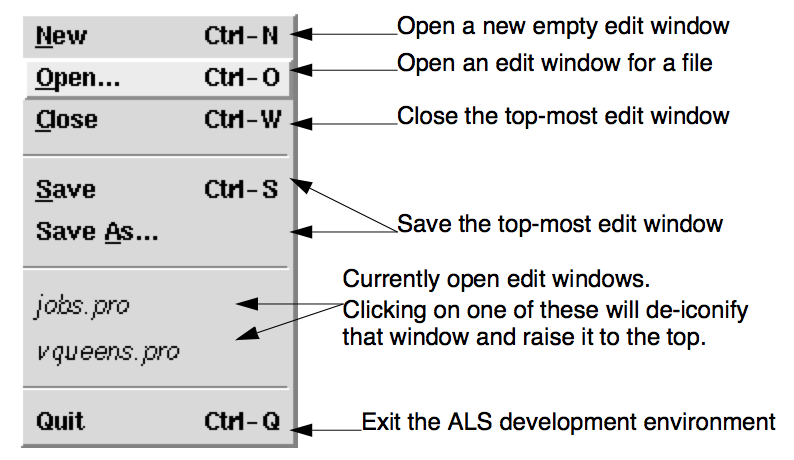 New Ctrl-N Open a new empty edit window
Open... Ctrl-O Open an edit window for a file
Close Ctrl-W Close the top-most edit window
Save Ctrl-S
Save As... Save the top-most edit window
Currently open edit windows.
jobs.pro Clicking on one of these will de-iconify
vqueens.pro that window and raise it to the top.
Quit Ctrl-Q Exit the ALS development environment